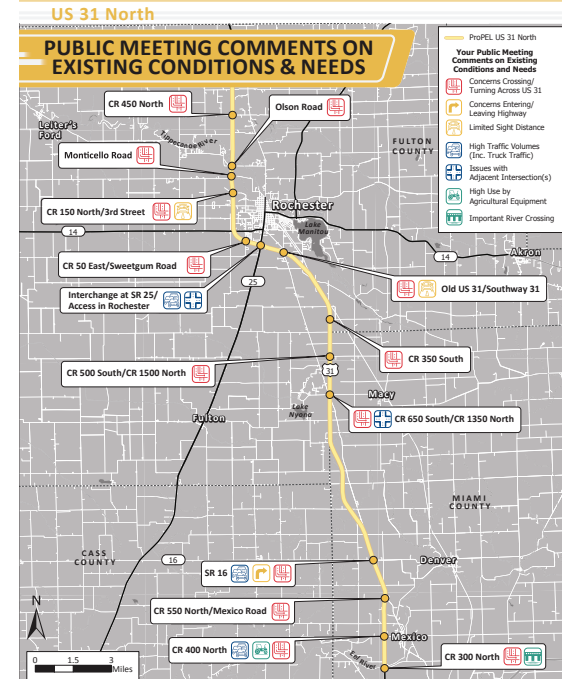 US 31 North
PUBLIC MEETING COMMENTS ON
EXISTING CONDITIONS & NEEDS
ProPEL US 31 North
Your Public Meeting
Comments on Existing
Conditions and Needs
Concerns Crossing/
Turning Across US 31
Concerns Entering/
Leaving Highway
Limited Sight Distance
High Traffic Volumes
(Inc. Truck Traffic)
Issues with
Adjacent Intersection(s)
High Use by
Agricultural Equipment
Important River Crossing
CR 450 North
Olson Road
Leiter's
Ford
Tippecanoe River
FULTON
COUNTY
Monticello Road
Rochester
CR 150 North/3rd Street
Lake
Manitou
14
14
Akron
CR 50 East/Sweetgum Road
25
Interchange at SR 25/
Access in Rochester
Old US 31/Southway 31
CR 350 South
CR 500 South/CR 1500 North
31
Macy
Lake
Nyona
Fulton
CR 650 South/CR 1350 North
MIAMI
COUNTY
CASS
COUNTY
16
Denver
SR 16
CR 550 North/Mexico Road
N
CR 400 North
Mexico
Eel River
CR 300 North
0 1.5 3
Miles